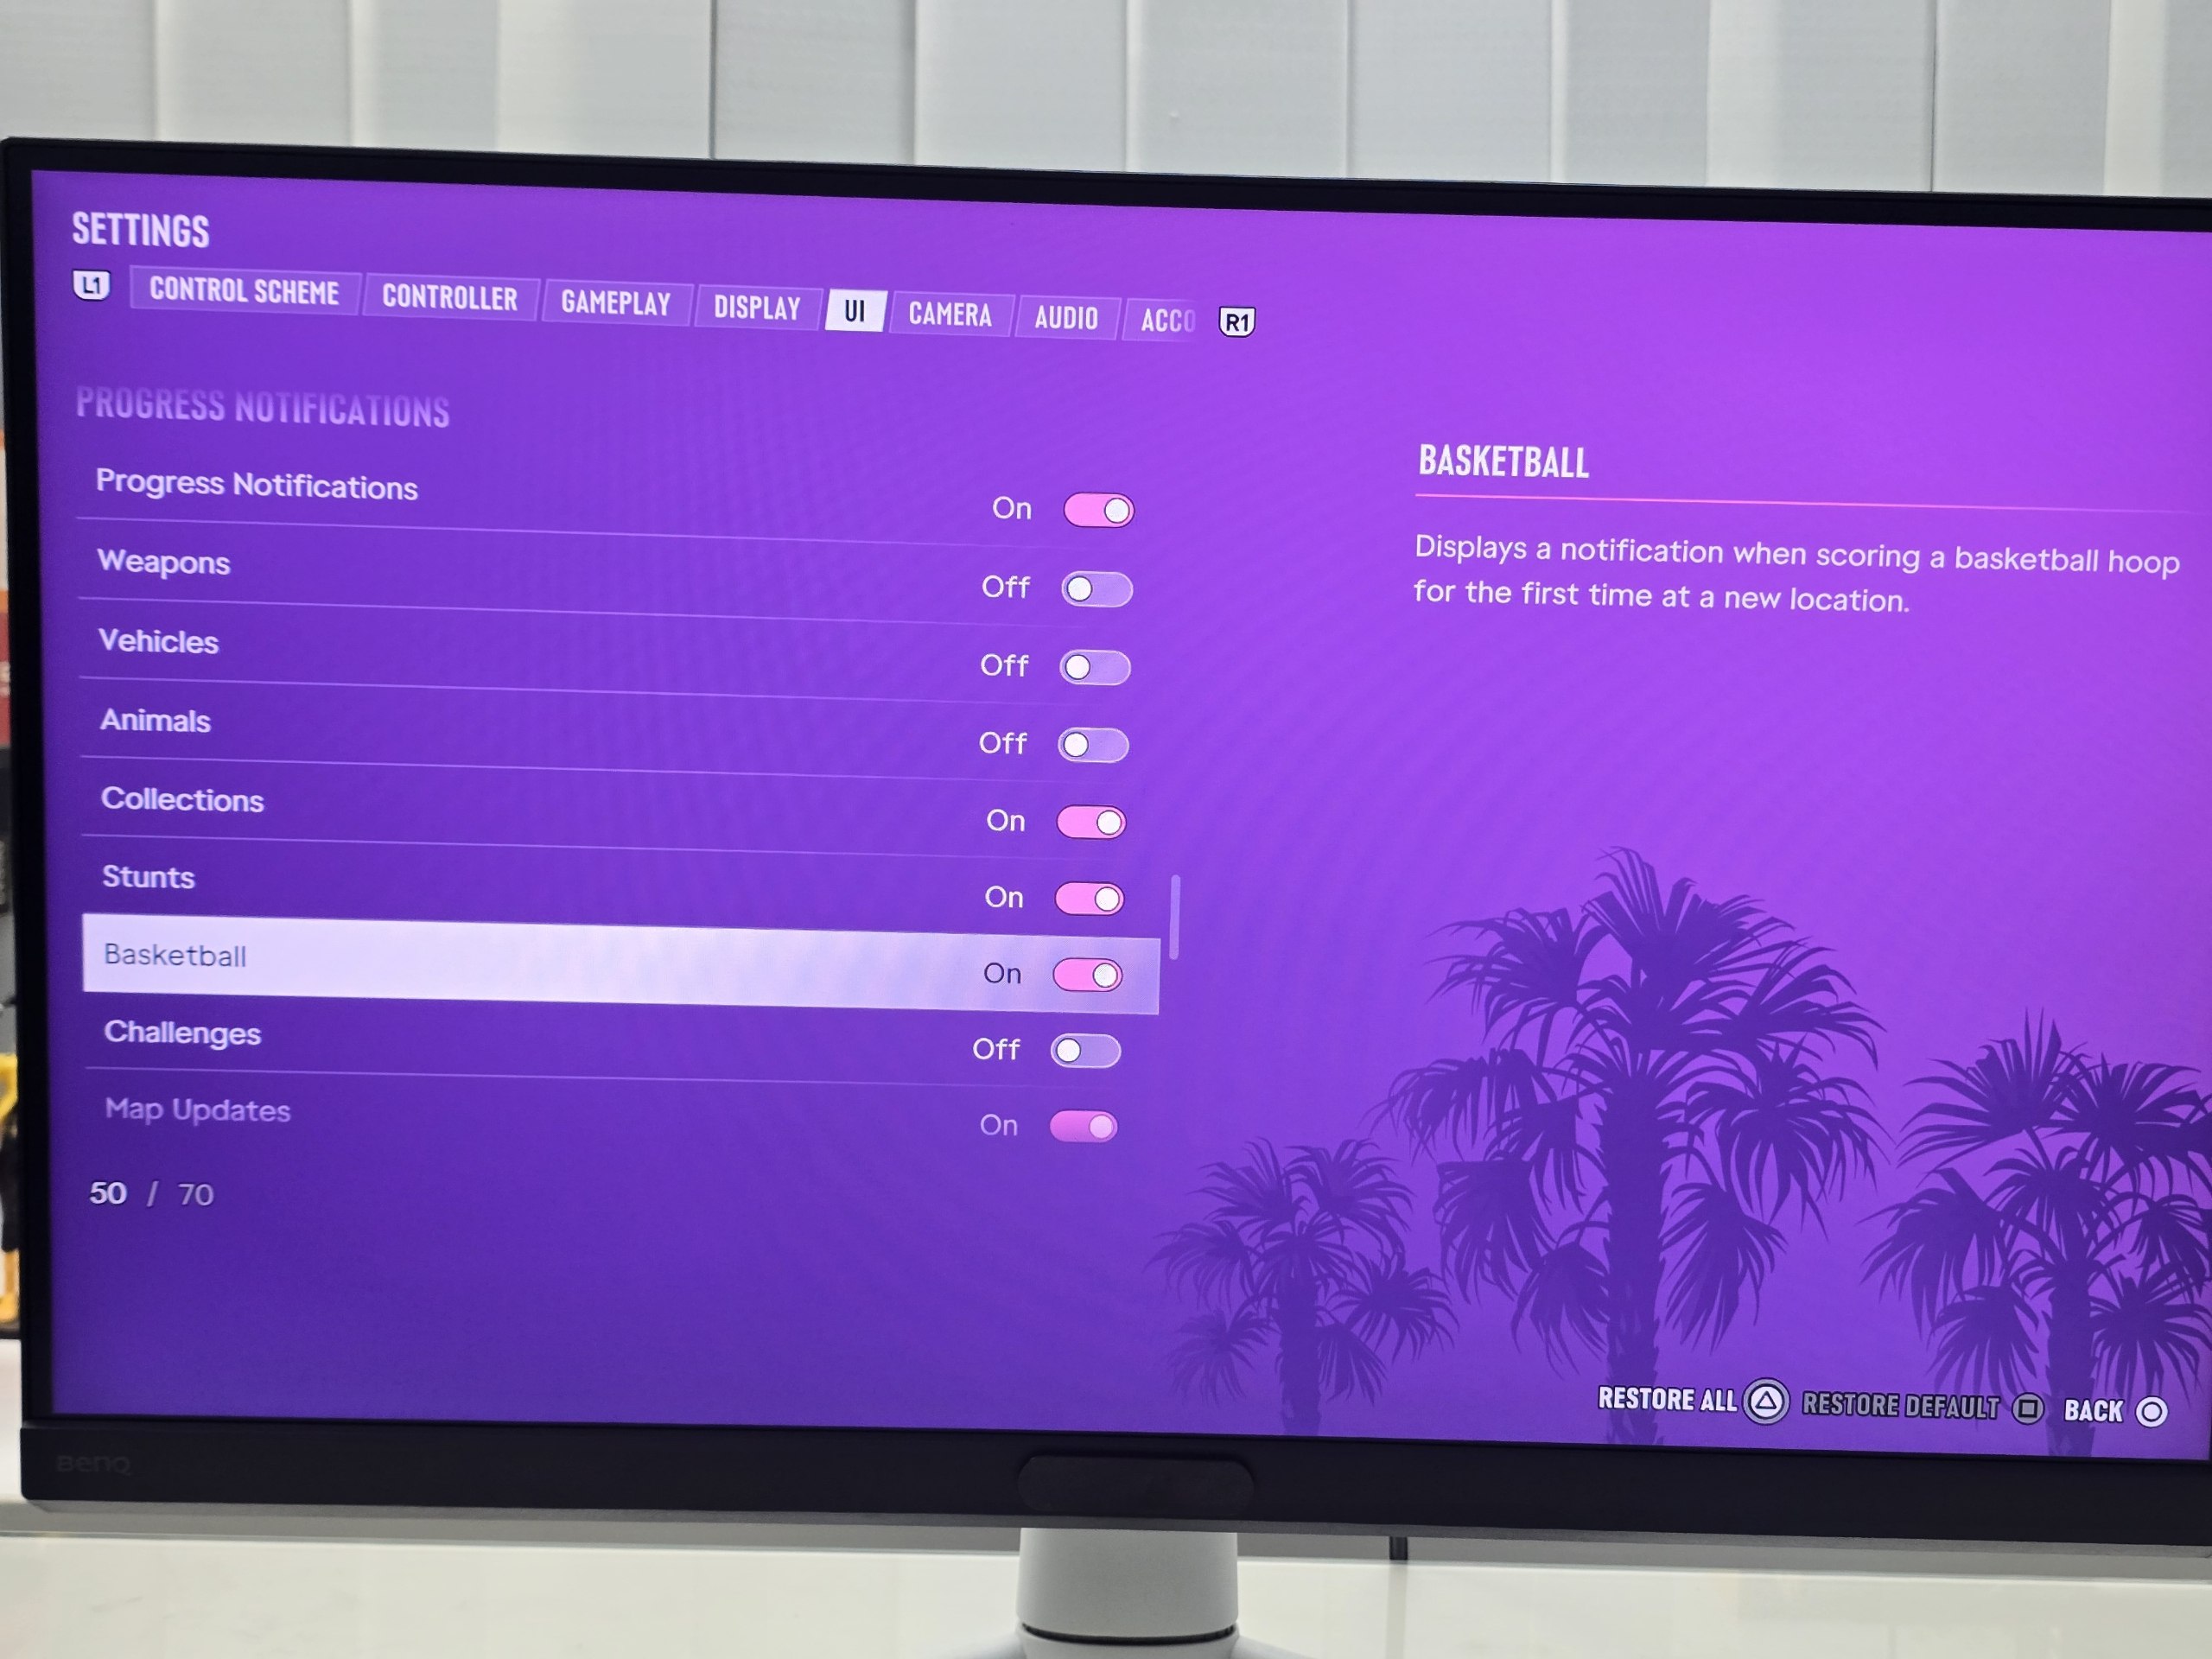 SETTINGS
L1 CONTROL SCHEME CONTROLLER GAMEPLAY DISPLAY UI CAMERA AUDIO ACCO R1
PROGRESS NOTIFICATIONS
Progress Notifications On
Weapons Off
Vehicles Off
Animals Off
Collections On
Stunts On
Basketball On
Challenges Off
Map Updates On
50 / 70
BASKETBALL
Displays a notification when scoring a basketball hoop
for the first time at a new location.
RESTORE ALL RESTORE DEFAULT BACK
BenQ